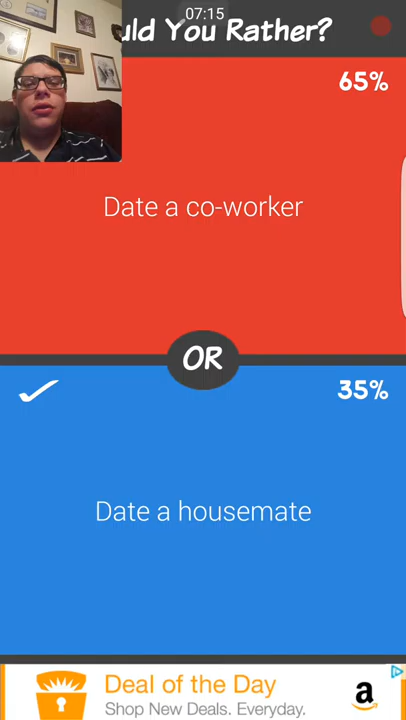 07:15
uld You Rather?
65%
Date a co-worker
OR
35%
Date a housemate
Deal of the Day
Shop New Deals. Everyday.
a